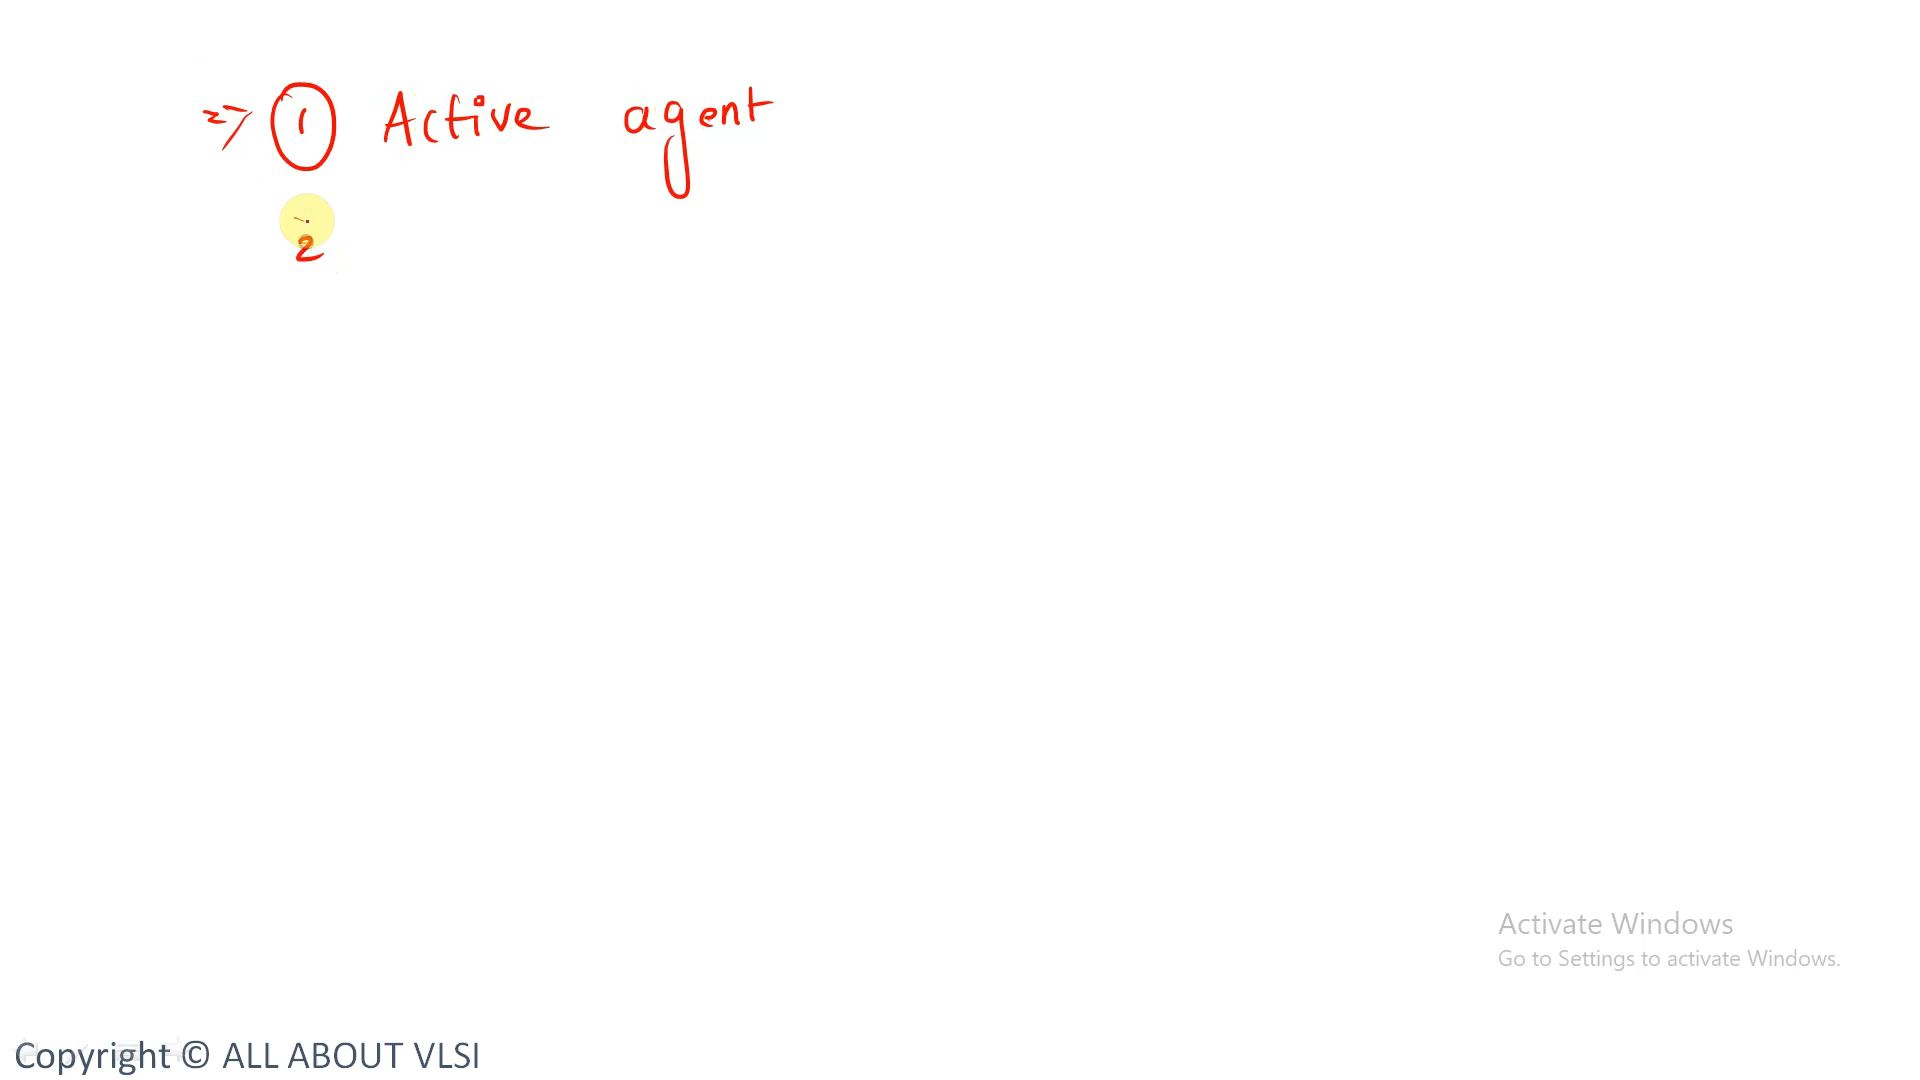 => 1 Active agent
2
Activate Windows
Go to Settings to activate Windows.
Copyright © ALL ABOUT VLSI